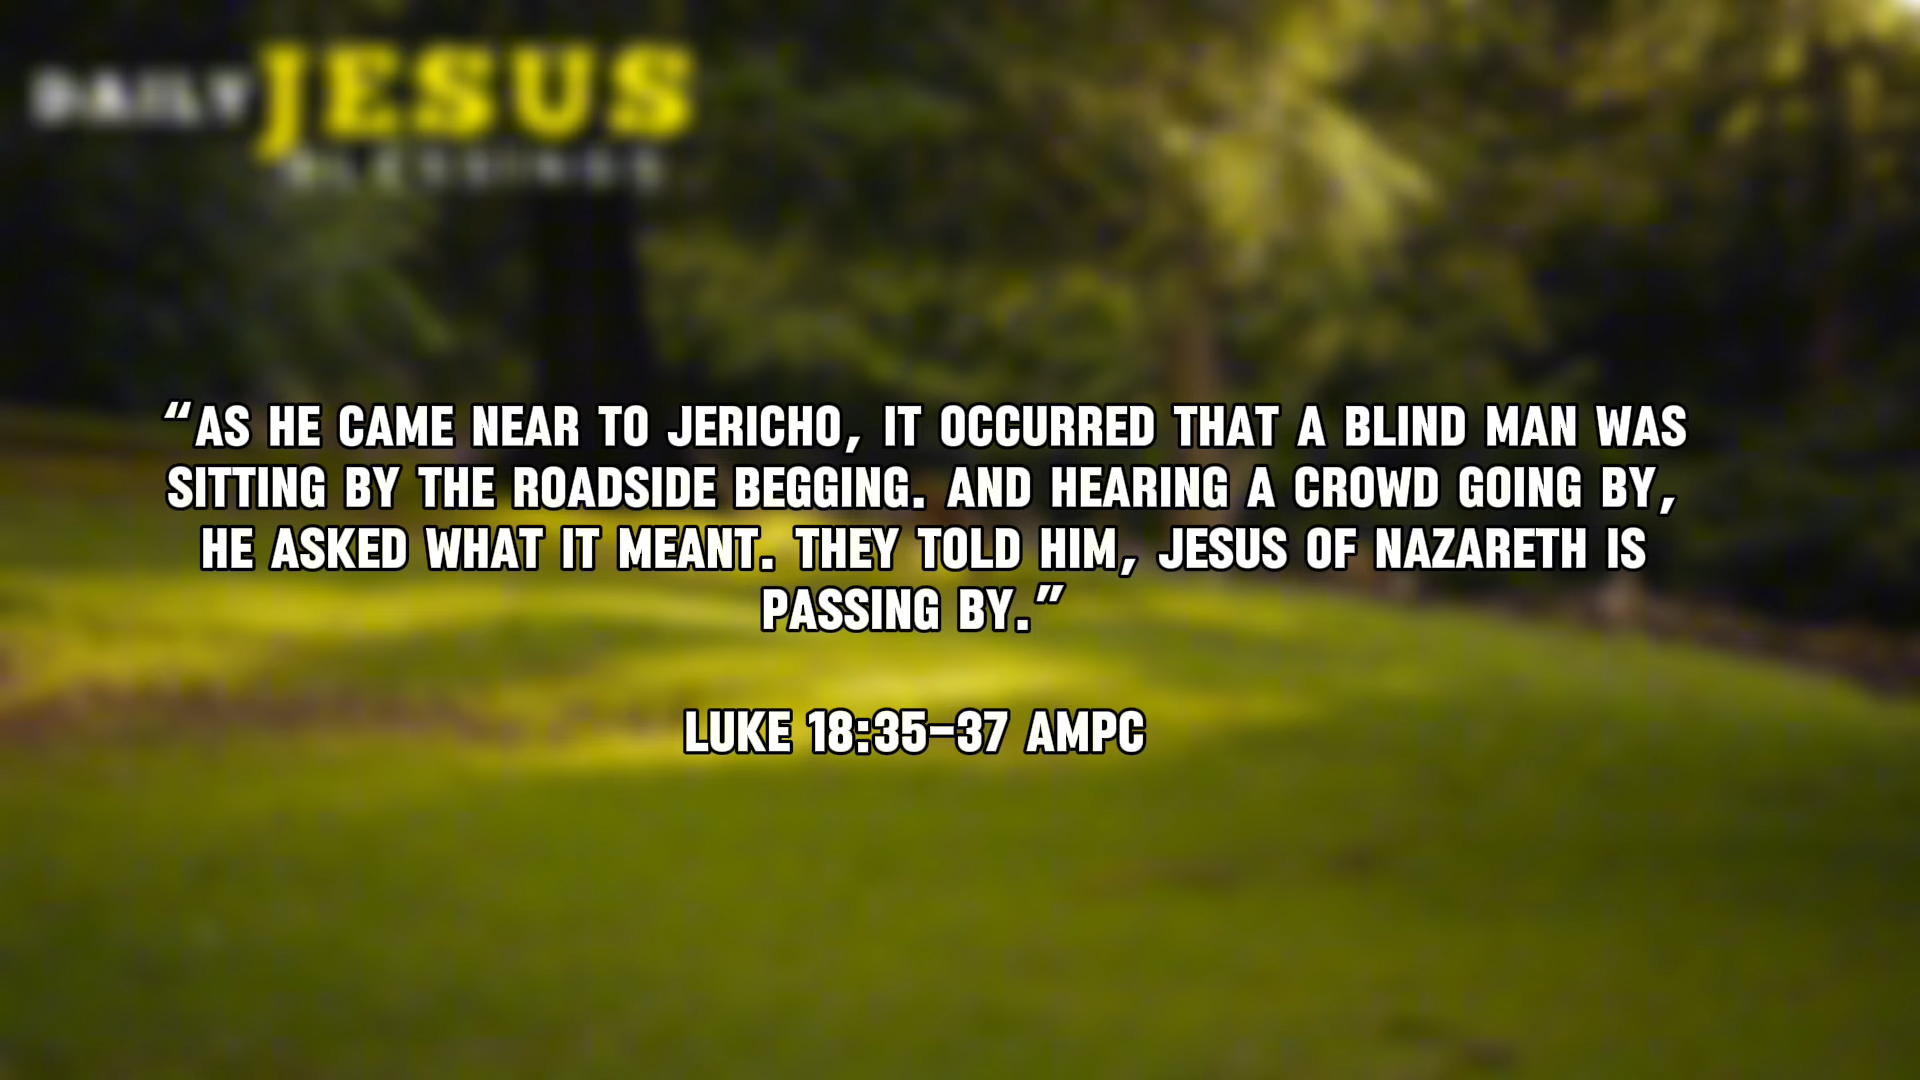 DAILY JESUS
BLESSINGS
“AS HE CAME NEAR TO JERICHO, IT OCCURRED THAT A BLIND MAN WAS
SITTING BY THE ROADSIDE BEGGING. AND HEARING A CROWD GOING BY,
HE ASKED WHAT IT MEANT. THEY TOLD HIM, JESUS OF NAZARETH IS
PASSING BY.”
LUKE 18:35-37 AMPC